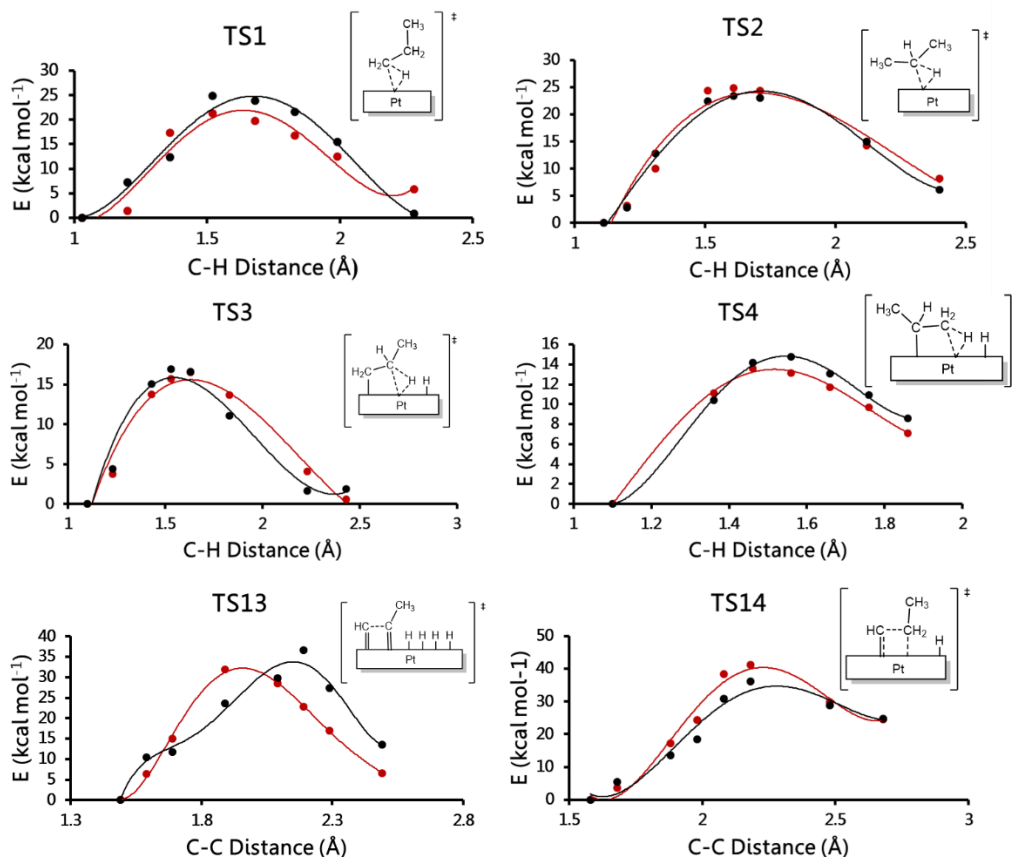 TS1
E (kcal mol-1)
30
25
20
15
10
5
0
1
1.5
2
2.5
C-H Distance (Å)
CH3
CH2
H2C
H
Pt
‡
TS2
E (kcal mol-1)
30
25
20
15
10
5
0
1
1.5
2
2.5
C-H Distance (Å)
H
CH3
H3C
C
H
Pt
‡
TS3
E (kcal mol-1)
20
15
10
5
0
1
1.5
2
2.5
3
C-H Distance (Å)
H
CH3
C
H2C
H
H
Pt
‡
TS4
E (kcal mol-1)
16
14
12
10
8
6
4
2
0
1
1.2
1.4
1.6
1.8
2
C-H Distance (Å)
H3C
H
H2
C
C
H
H
Pt
‡
TS13
E (kcal mol-1)
40
35
30
25
20
15
10
5
0
1.3
1.8
2.3
2.8
C-C Distance (Å)
CH3
HC
C
H H H H
Pt
‡
TS14
E (kcal mol-1)
50
40
30
20
10
0
1.5
2
2.5
3
C-C Distance (Å)
CH3
HC
CH2
H
Pt
‡